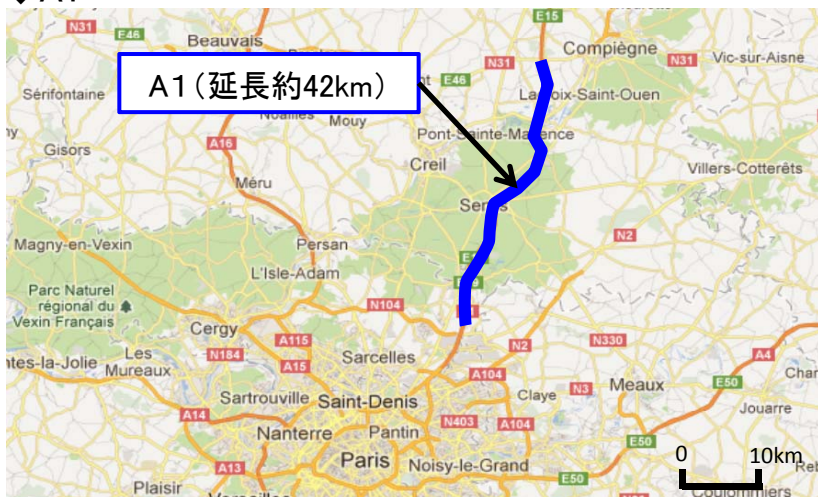 E15
N31
E46
Beauvais
Compiègne
N31
Vic-sur-Aisne
N31
E46
A1(延長約42km)
Sérifontaine
Noailles
Mouy
Pont-Sainte-Maxence
A16
Gisors
Creil
Villers-Cotterêts
Méru
N2
Magny-en-Vexin
Persan
L'Isle-Adam
Parc Naturel
régional du
Vexin Français
N104
Cergy
A115
N184
A15
Sarcelles
N2
N330
A4
Les
Mureaux
A104
Claye
N3
Meaux
E50
Sartrouville
Saint-Denis
Jouarre
A14
N403
A104
Nanterre
Pantin
E50
Paris
Noisy-le-Grand
A13
E50
Plaisir
0 10km
Coulommiers